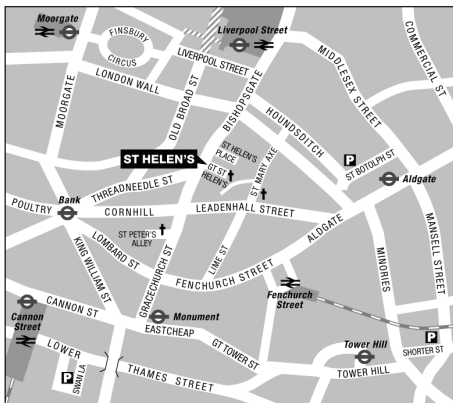 Moorgate
FINSBURY
CIRCUS
Liverpool Street
LIVERPOOL STREET
LONDON WALL
MOORGATE
OLD BROAD ST
BISHOPSGATE
MIDDLESEX STREET
COMMERCIAL ST
HOUNDSDITCH
ST HELEN'S
PLACE
ST HELEN'S
GT ST
HELEN'S
ST MARY AXE
P
ST BOTOLPH ST
Aldgate
THREADNEEDLE ST
Bank
POULTRY
CORNHILL
LEADENHALL STREET
ST PETER'S
ALLEY
ALDGATE
LOMBARD ST
KING WILLIAM ST
GRACECHURCH ST
LIME ST
FENCHURCH STREET
MINORIES
MANSELL STREET
Fenchurch
Street
CANNON ST
Cannon
Street
Monument
EASTCHEAP
GT TOWER ST
Tower Hill
TOWER HILL
P
SHORTER ST
LOWER
THAMES STREET
P
SWAN LA